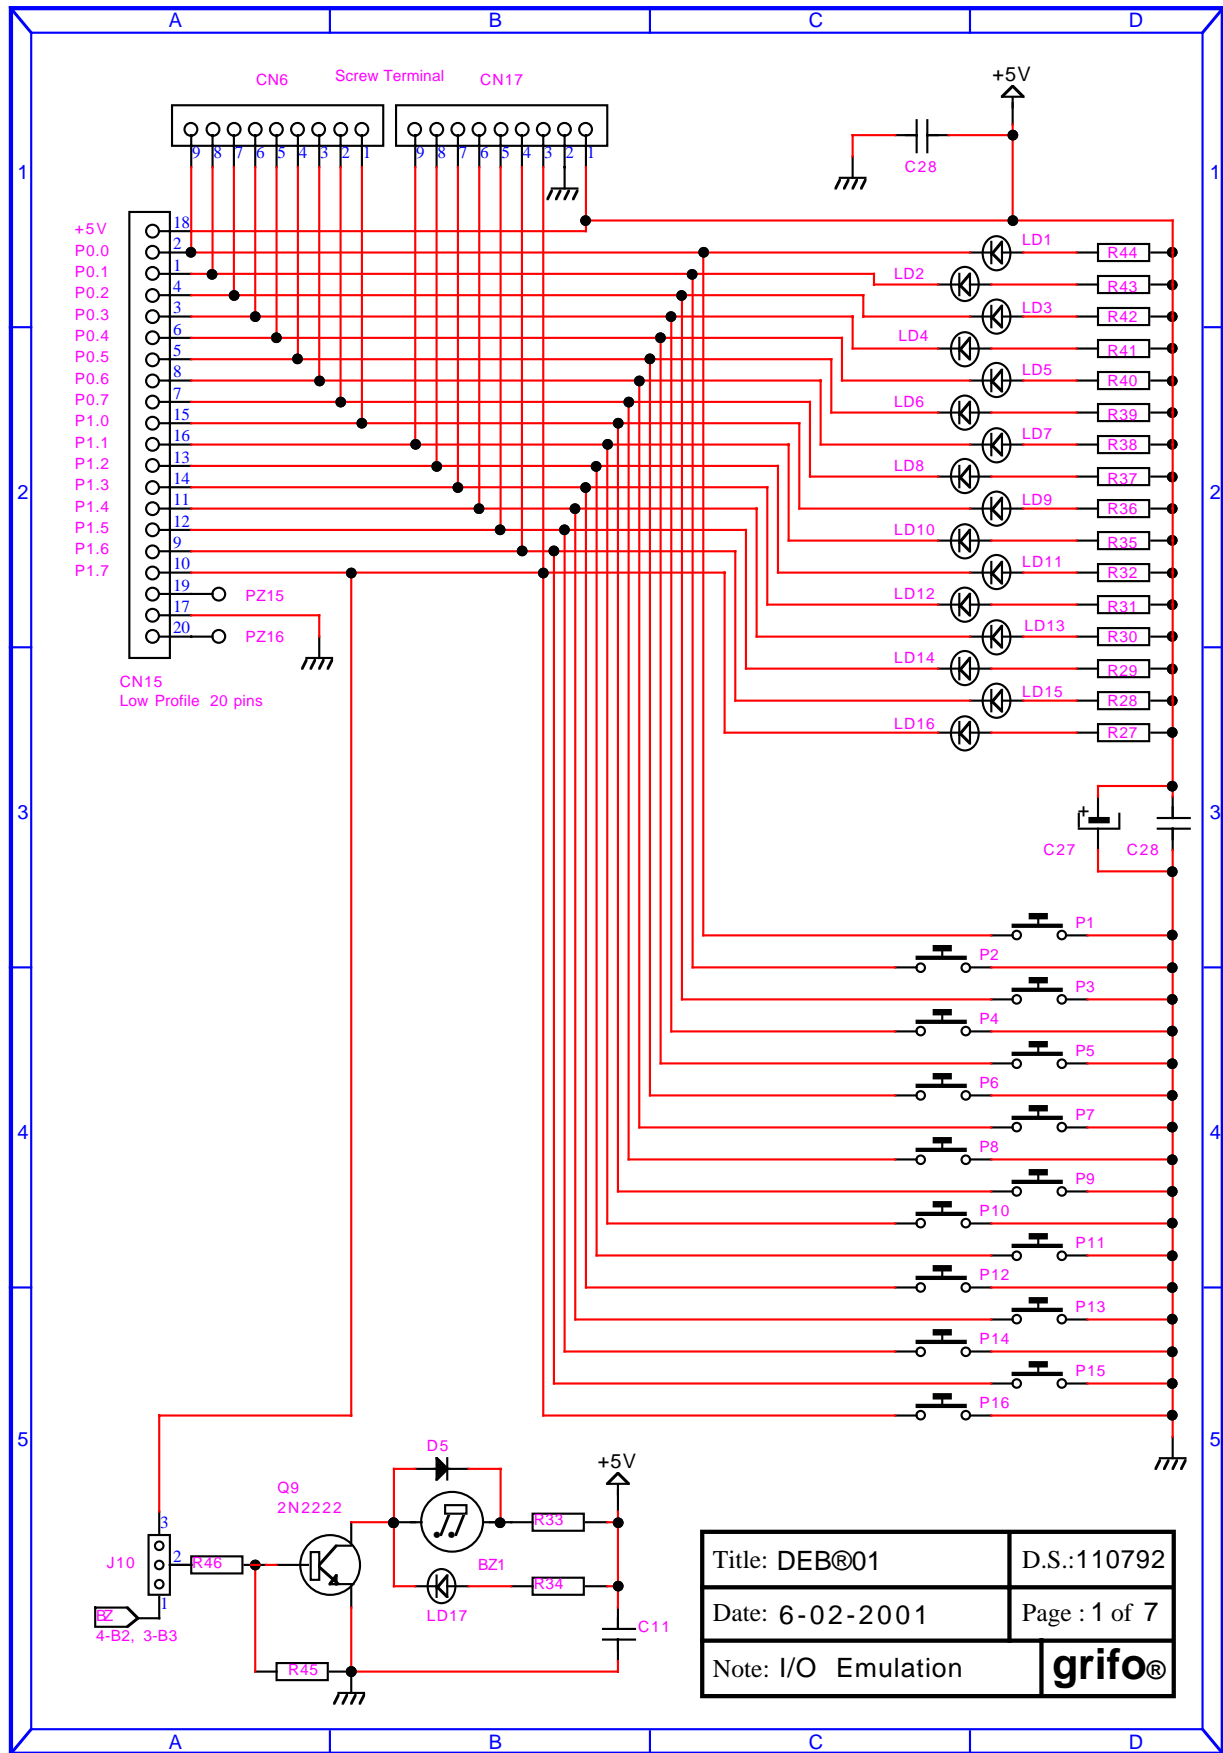 A B C D
+5V
CN6 Screw Terminal CN17
9 8 7 6 5 4 3 2 1 9 8 7 6 5 4 3 2 1
C28
1 1
+5V 18
P0.0 2 LD1 R44
P0.1 1 LD2 R43
P0.2 4 LD3 R42
P0.3 3 LD4 R41
P0.4 6 LD5 R40
P0.5 5 LD6 R39
P0.6 8 LD7 R38
P0.7 7 LD8 R37
P1.0 15 LD9 R36
P1.1 16 LD10 R35
P1.2 13 LD11 R32
P1.3 14 LD12 R31
2 2
P1.4 11 LD13 R30
P1.5 12 LD14 R29
P1.6 9 LD15 R28
P1.7 10 LD16 R27
19 PZ15
17
20 PZ16
CN15
Low Profile 20 pins
3 + 3
C27 C28
P1
P2
P3
P4
P5
P6
P7
4 4
P8
P9
P10
P11
P12
P13
P14
P15
P16
5 5
D5
+5V
Q9
2N2222
3 R33
J10 2 R46 BZ1
R34
1 LD17
BZ C11
4-B2, 3-B3
R45
Title: DEB®01 D.S.:110792
Date: 6-02-2001 Page : 1 of 7
Note: I/O Emulation grifo®
A B C D